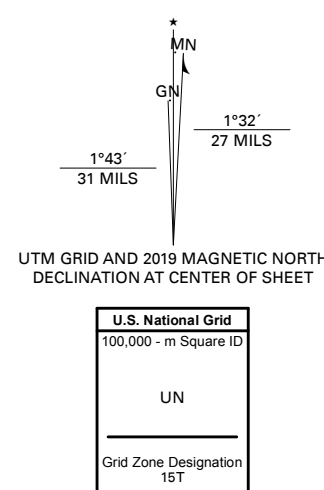 ★
MN
GN
1°32´
27 MILS
1°43´
31 MILS
UTM GRID AND 2019 MAGNETIC NORTH
DECLINATION AT CENTER OF SHEET
U.S. National Grid
100,000 - m Square ID
UN
Grid Zone Designation
15T